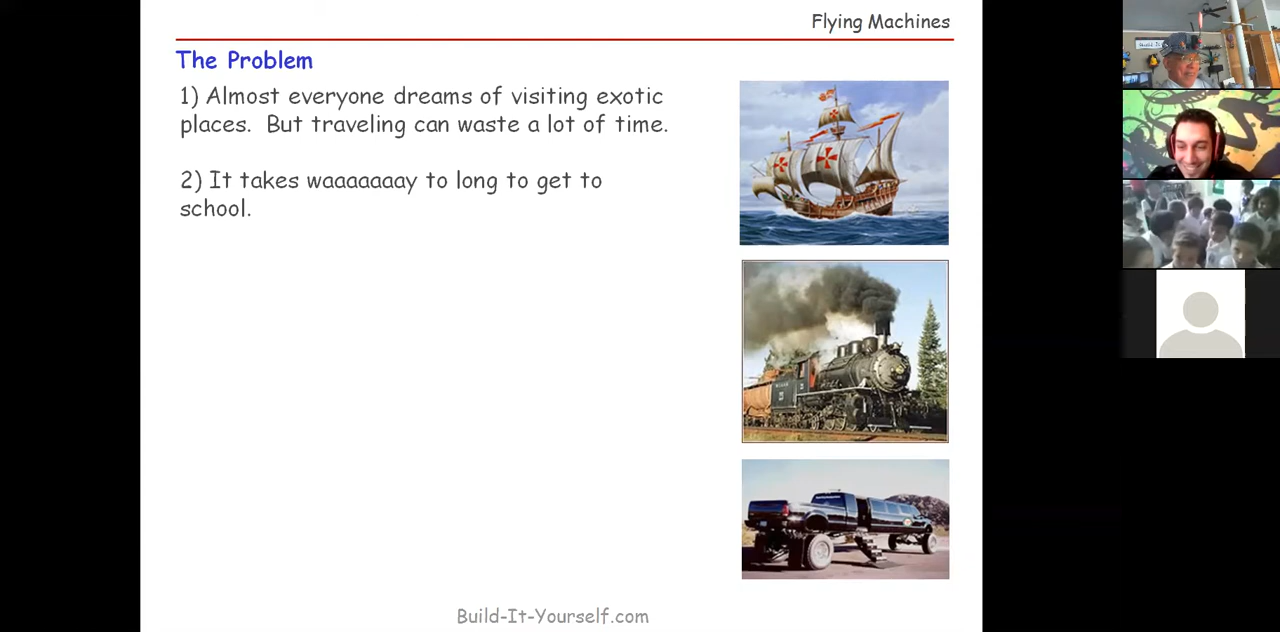 Flying Machines
The Problem
1) Almost everyone dreams of visiting exotic
places. But traveling can waste a lot of time.
2) It takes waaaaaaay to long to get to
school.
Build-It-Yourself.com